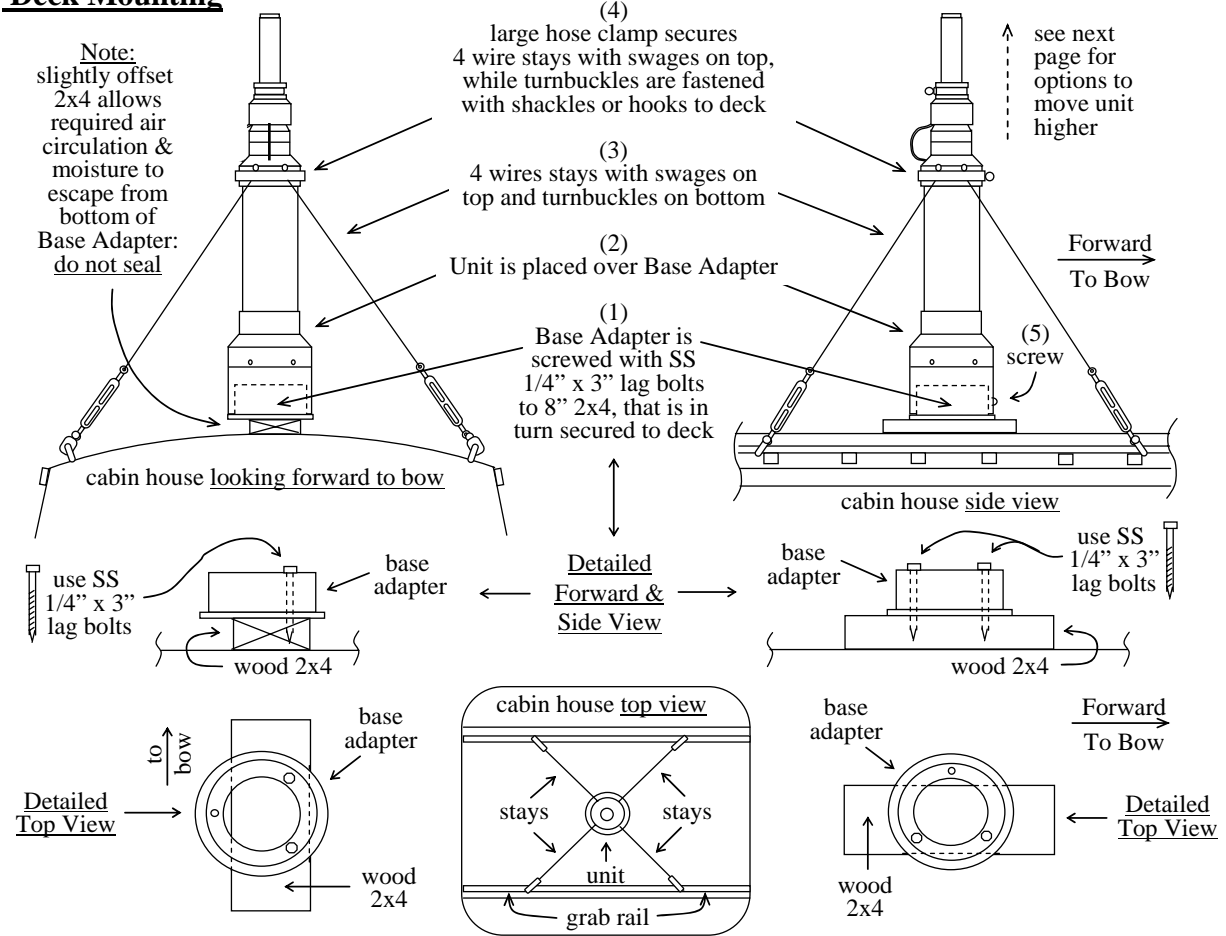 Deck Mounting
Note:
slightly offset
2x4 allows
required air
circulation &
moisture to
escape from
bottom of
Base Adapter:
do not seal
(4)
large hose clamp secures
4 wire stays with swages on top,
while turnbuckles are fastened
with shackles or hooks to deck
see next
page for
options to
move unit
higher
(3)
4 wires stays with swages on
top and turnbuckles on bottom
(2)
Unit is placed over Base Adapter
Forward
To Bow
(1)
Base Adapter is
screwed with SS
1/4” x 3” lag bolts
to 8” 2x4, that is in
turn secured to deck
(5)
screw
cabin house looking forward to bow
cabin house side view
use SS
1/4” x 3”
lag bolts
base
adapter
wood 2x4
Detailed
Forward &
Side View
base
adapter
use SS
1/4” x 3”
lag bolts
wood 2x4
to
bow
base
adapter
Detailed
Top View
wood
2x4
cabin house top view
stays
stays
unit
grab rail
base
adapter
Forward
To Bow
Detailed
Top View
wood
2x4